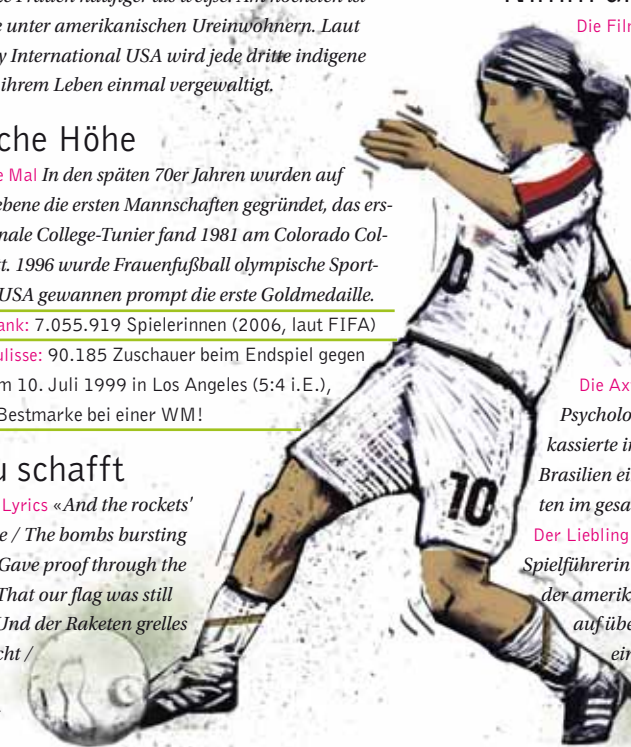 Frauen häufiger als weiße. Am höchsten ist
e unter amerikanischen Ureinwohnern. Laut
y International USA wird jede dritte indigene
ihrem Leben einmal vergewaltigt.
che Höhe
e Mal In den späten 70er Jahren wurden auf
ebene die ersten Mannschaften gegründet, das ers-
nale College-Tunier fand 1981 am Colorado Col-
tt. 1996 wurde Frauenfußball olympische Sport-
USA gewannen prompt die erste Goldmedaille.
ank: 7.055.919 Spielerinnen (2006, laut FIFA)
ulisse: 90.185 Zuschauer beim Endspiel gegen
m 10. Juli 1999 in Los Angeles (5:4 i.E.),
Bestmarke bei einer WM!
u schafft
Lyrics «And the rockets'
e / The bombs bursting
Gave proof through the
That our flag was still
Und der Raketen grelles
cht /
Die Film
0
10
Die Ax
Psycholo
kassierte in
Brasilien ei
ten im gesa
Der Liebling
Spielführerin
der amerik
auf übe
ein